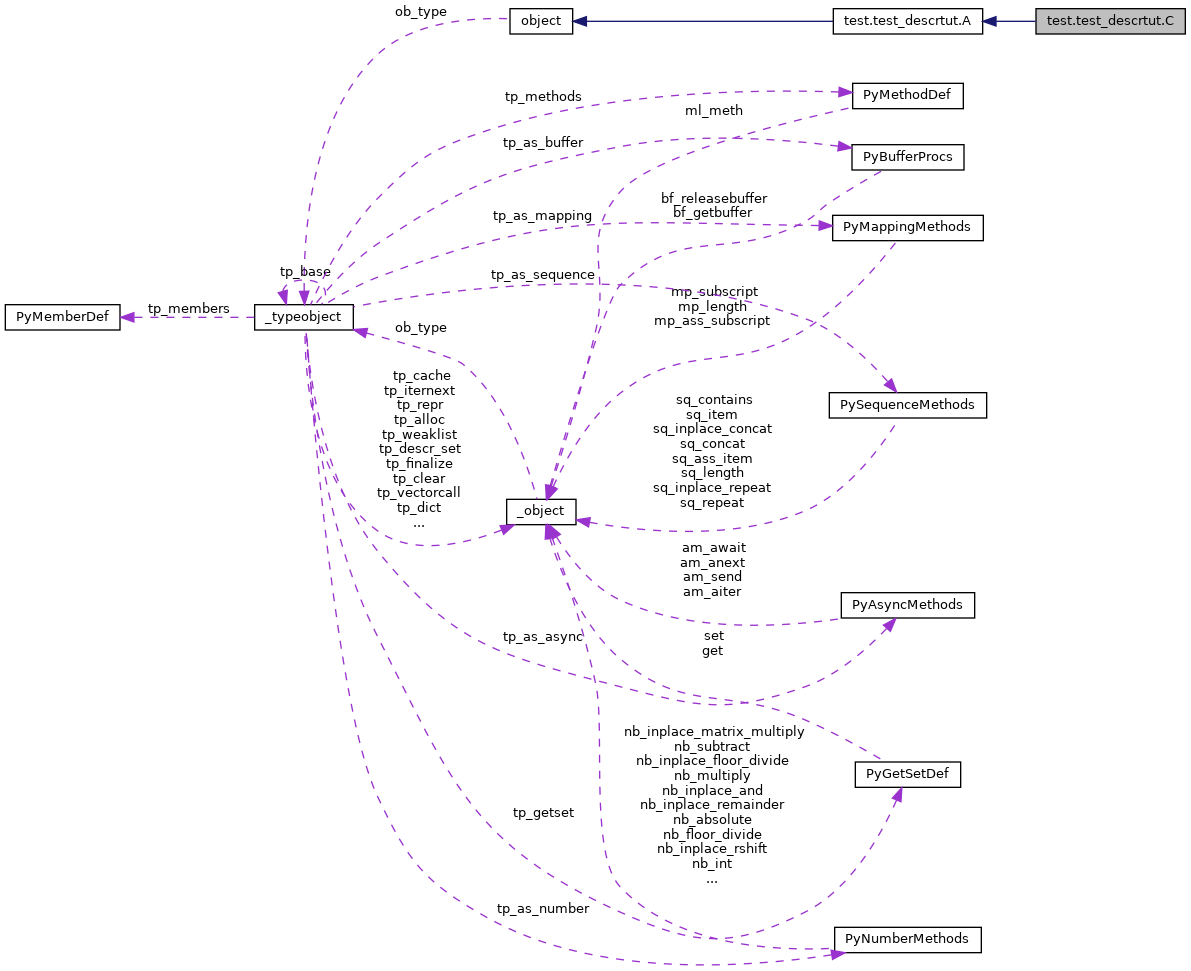 ob_type
object
test.test_descrtut.A
test.test_descrtut.C
tp_methods
ml_meth
PyMethodDef
tp_as_buffer
PyBufferProcs
bf_releasebuffer
bf_getbuffer
tp_as_mapping
PyMappingMethods
tp_base
tp_as_sequence
mp_subscript
mp_length
mp_ass_subscript
PyMemberDef
tp_members
_typeobject
ob_type
tp_cache
tp_iternext
tp_repr
tp_alloc
tp_weaklist
tp_descr_set
tp_finalize
tp_clear
tp_vectorcall
tp_dict
...
sq_contains
sq_item
sq_inplace_concat
sq_concat
sq_ass_item
sq_length
sq_inplace_repeat
sq_repeat
PySequenceMethods
_object
am_await
am_anext
am_send
am_aiter
PyAsyncMethods
tp_as_async
set
get
nb_inplace_matrix_multiply
nb_subtract
nb_inplace_floor_divide
nb_multiply
nb_inplace_and
nb_inplace_remainder
nb_absolute
nb_floor_divide
nb_inplace_rshift
nb_int
...
PyGetSetDef
tp_getset
tp_as_number
PyNumberMethods